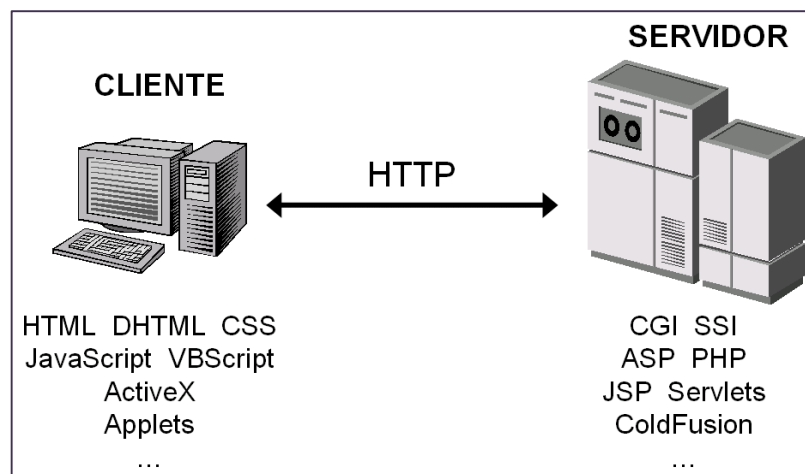 SERVIDOR
CLIENTE
HTTP
HTML DHTML CSS
JavaScript VBScript
ActiveX
Applets
...
CGI SSI
ASP PHP
JSP Servlets
ColdFusion
...